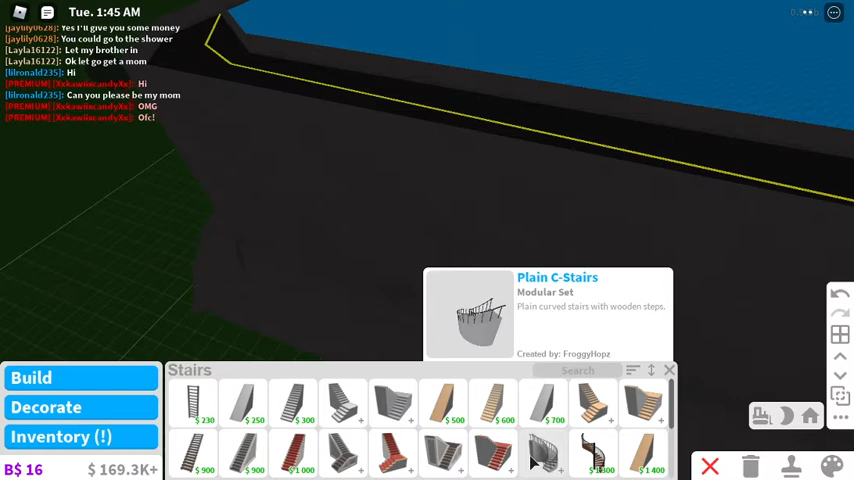 Tue. 1:45 AM
[jaylily0628]: Yes I'll give you some money
[jaylily0628]: You could go to the shower
[Layla16122]: Let my brother in
[Layla16122]: Ok let go get a mom
[lilronald235]: Hi
[PREMIUM] [XxkawiixcandyXx]: Hi
[lilronald235]: Can you please be my mom
[PREMIUM] [XxkawiixcandyXx]: OMG
[PREMIUM] [XxkawiixcandyXx]: Ofc!
Plain C-Stairs
Modular Set
Plain curved stairs with wooden steps.
Created by: FroggyHopz
Build
Decorate
Inventory (!)
B$ 16
$ 169.3K+
Stairs
Search
$ 230
$ 250
$ 300
+
+
$ 500
$ 600
$ 700
+
+
$ 900
$ 900
$ 1 000
+
+
+
+
+
$ 1 400